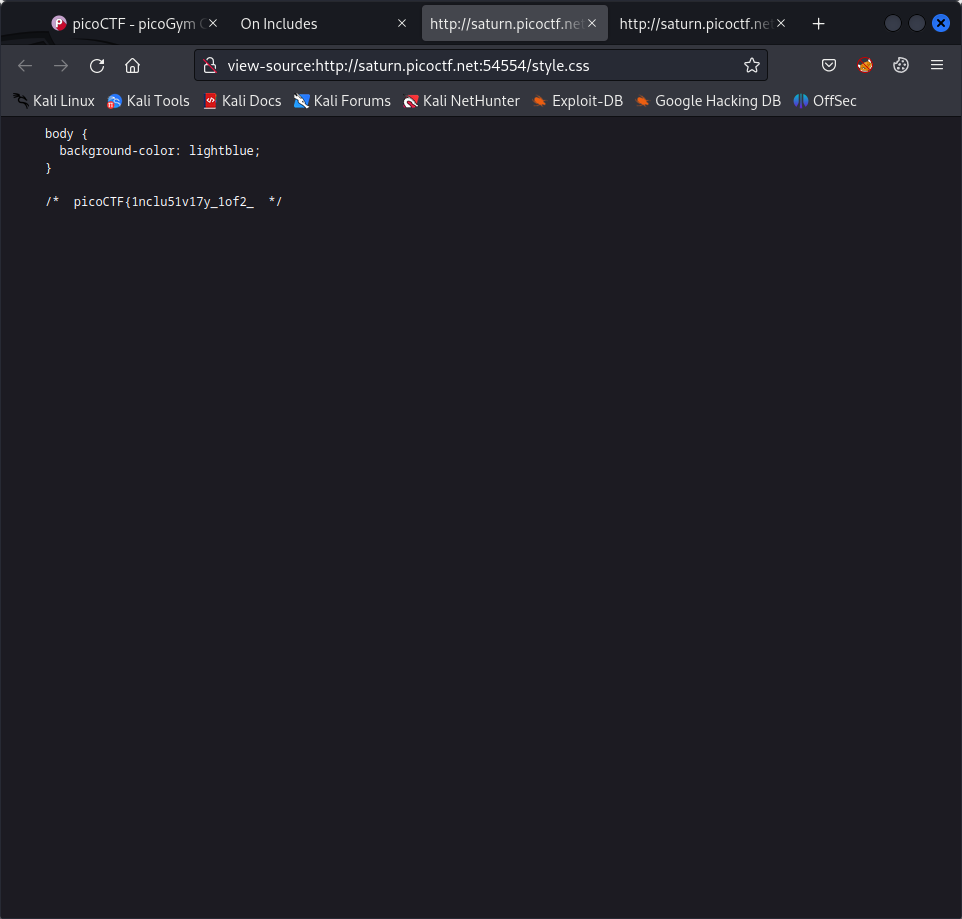 picoCTF - picoGym C
On Includes
http://saturn.picoctf.net
http://saturn.picoctf.net
view-source:http://saturn.picoctf.net:54554/style.css
Kali Linux Kali Tools Kali Docs Kali Forums Kali NetHunter Exploit-DB Google Hacking DB OffSec
body {
  background-color: lightblue;
}
/*  picoCTF{1nclu51v17y_1of2_  */